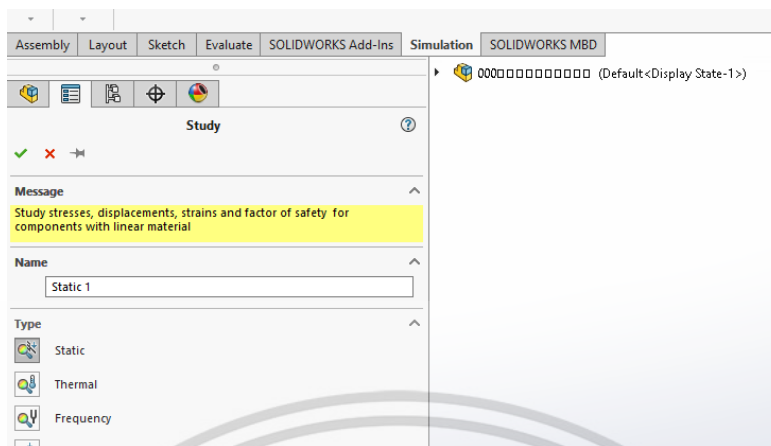 Assembly Layout Sketch Evaluate SOLIDWORKS Add-Ins Simulation SOLIDWORKS MBD
000▯▯▯▯▯▯▯▯▯▯▯ (Default<Display State-1>)
Study
Message
Study stresses, displacements, strains and factor of safety for
components with linear material
Name
Static 1
Type
Static
Thermal
Frequency